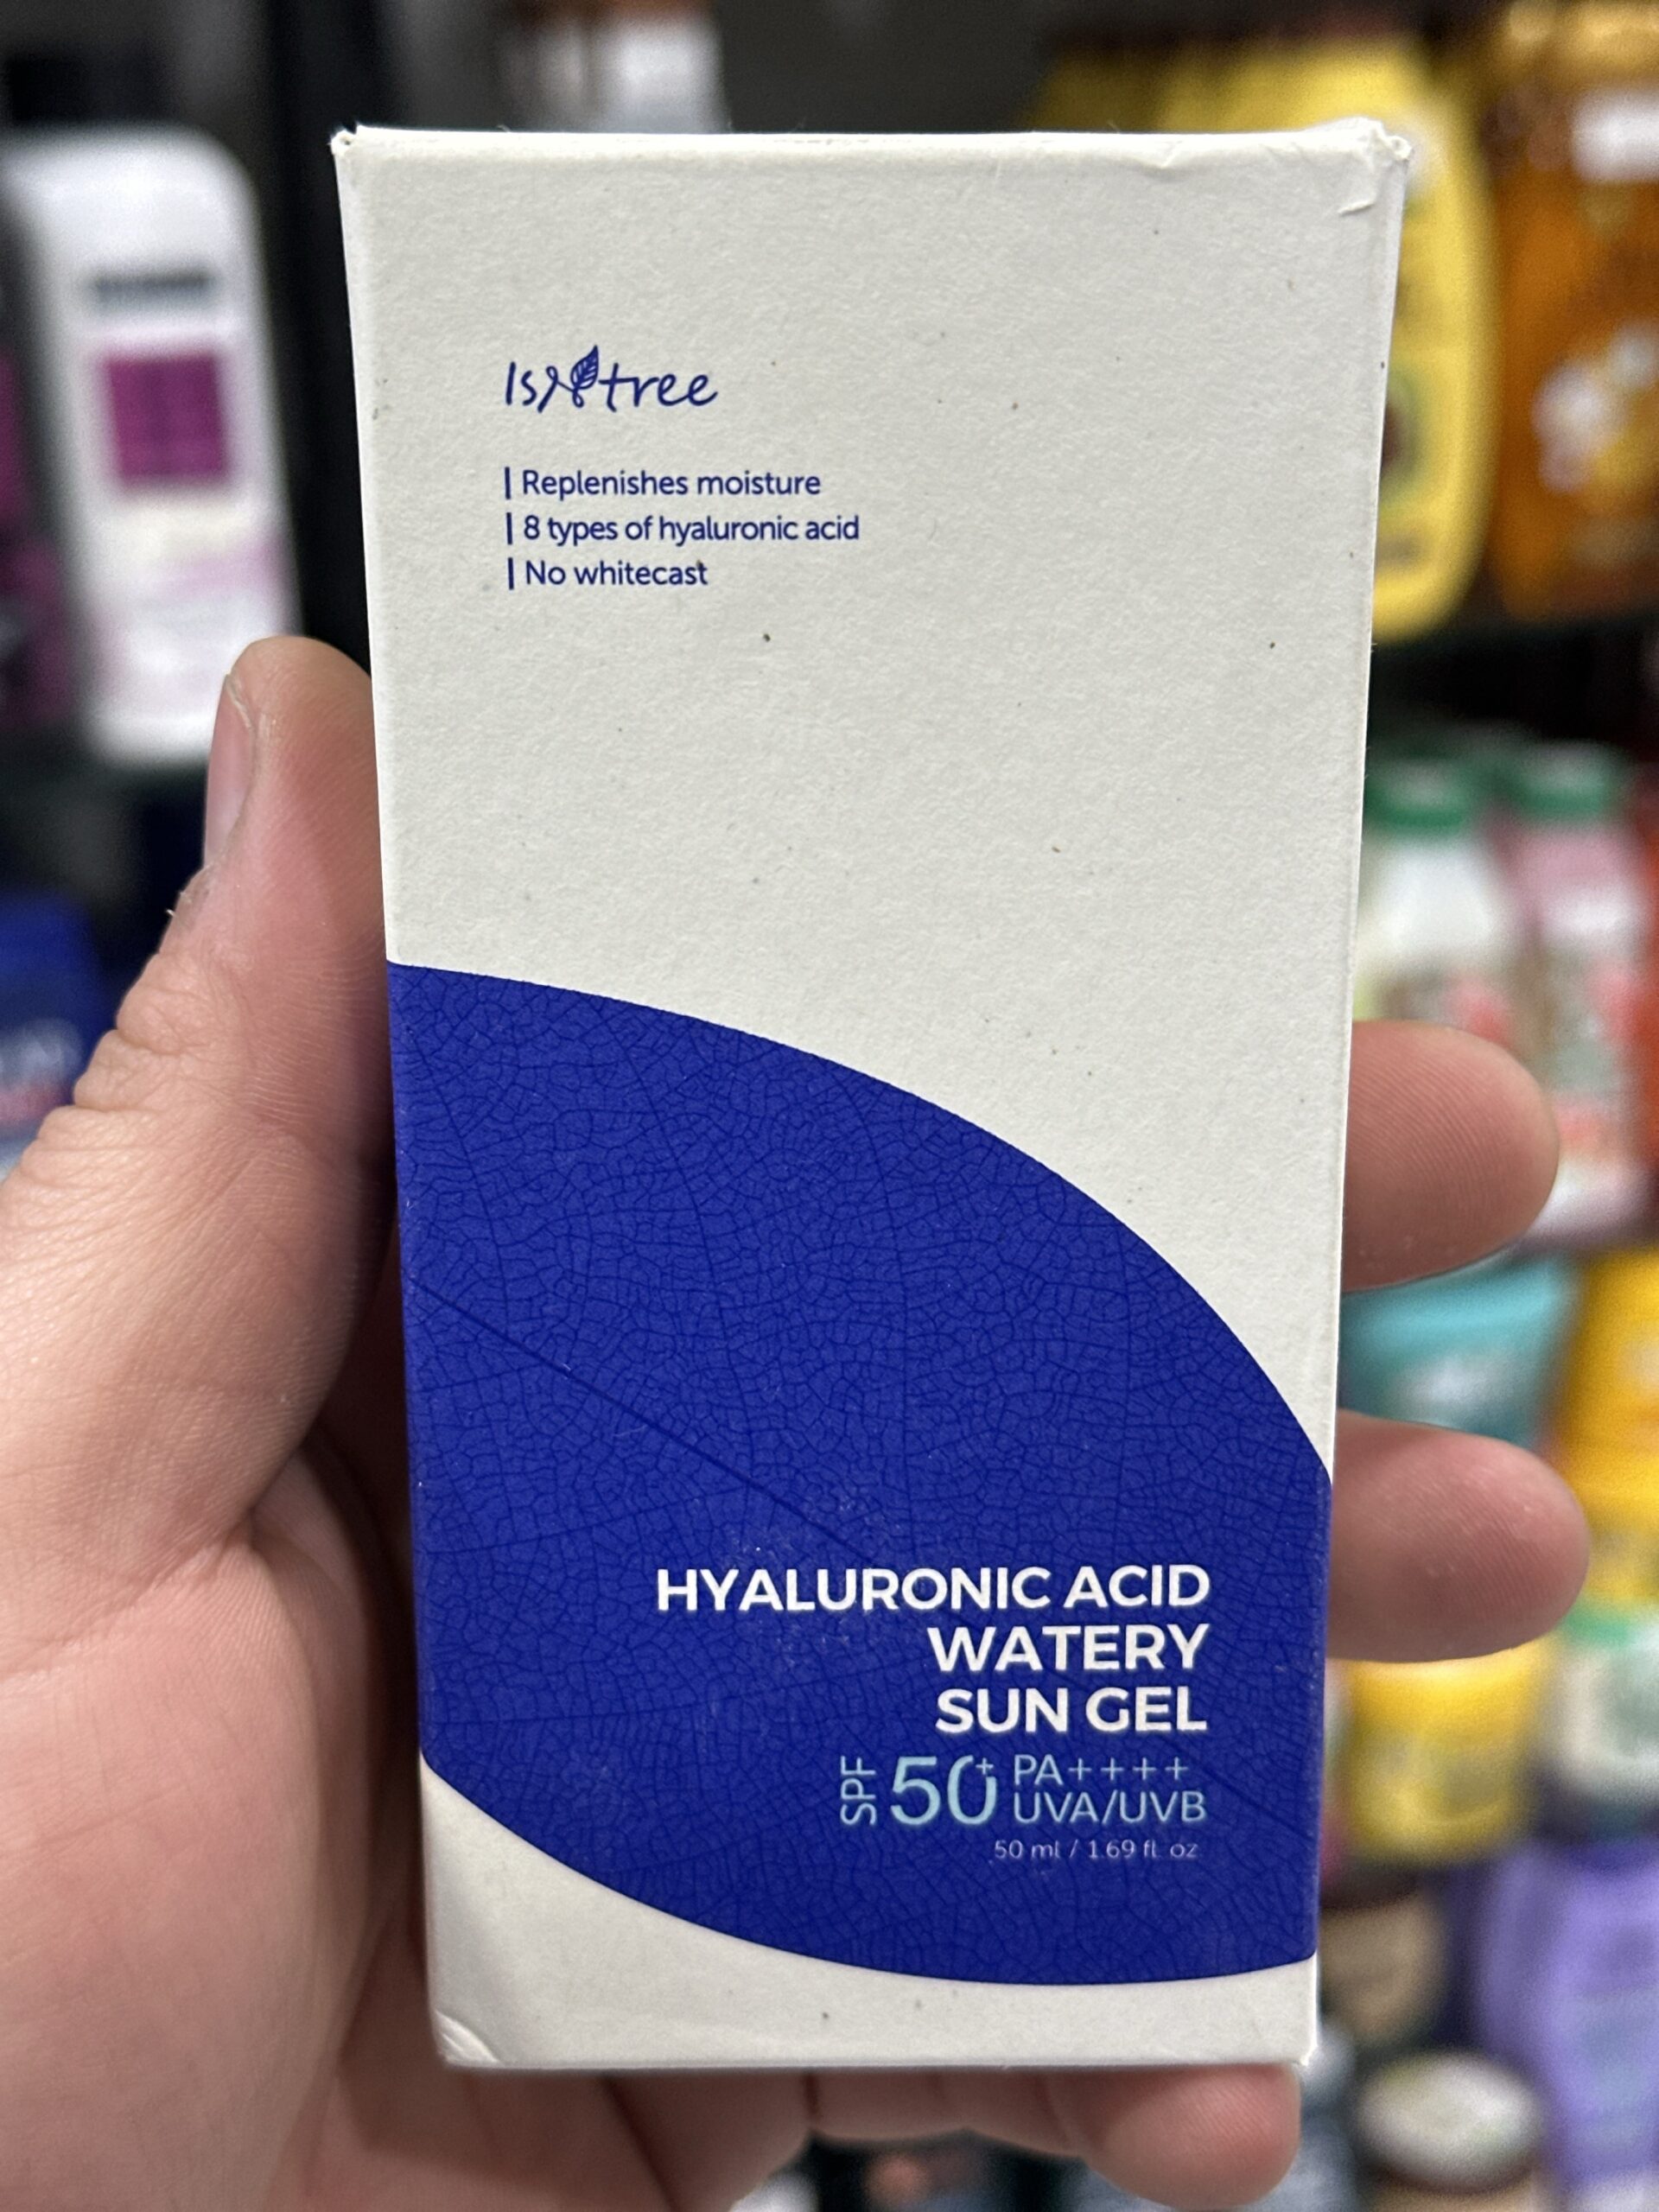 Isntree
Replenishes moisture
8 types of hyaluronic acid
No whitecast
HYALURONIC ACID
WATERY
SUN GEL
SPF 50+ PA++++
UVA/UVB
50 ml / 1.69 fl. oz